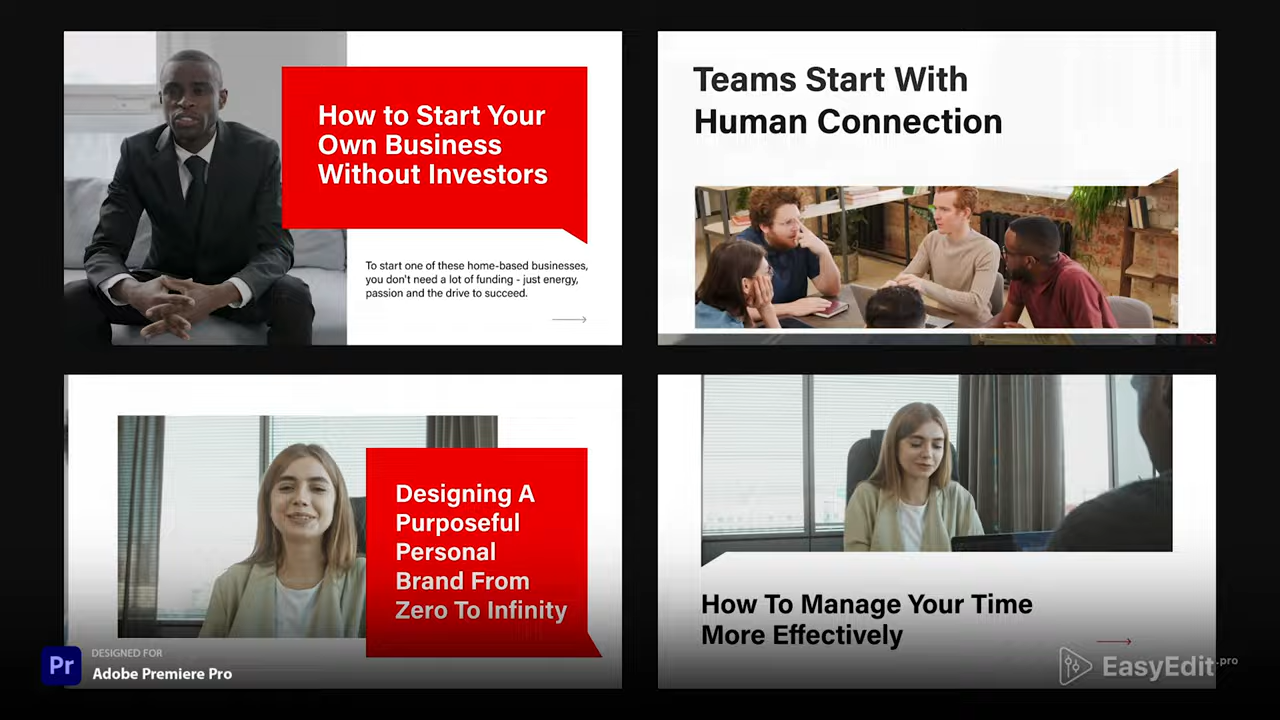 How to Start Your
Own Business
Without Investors
To start one of these home-based businesses,
you don't need a lot of funding - just energy,
passion and the drive to succeed.
Teams Start With
Human Connection
Designing A
Purposeful
Personal
Brand From
Zero To Infinity
How To Manage Your Time
More Effectively
Pr
DESIGNED FOR
Adobe Premiere Pro
EasyEdit.pro